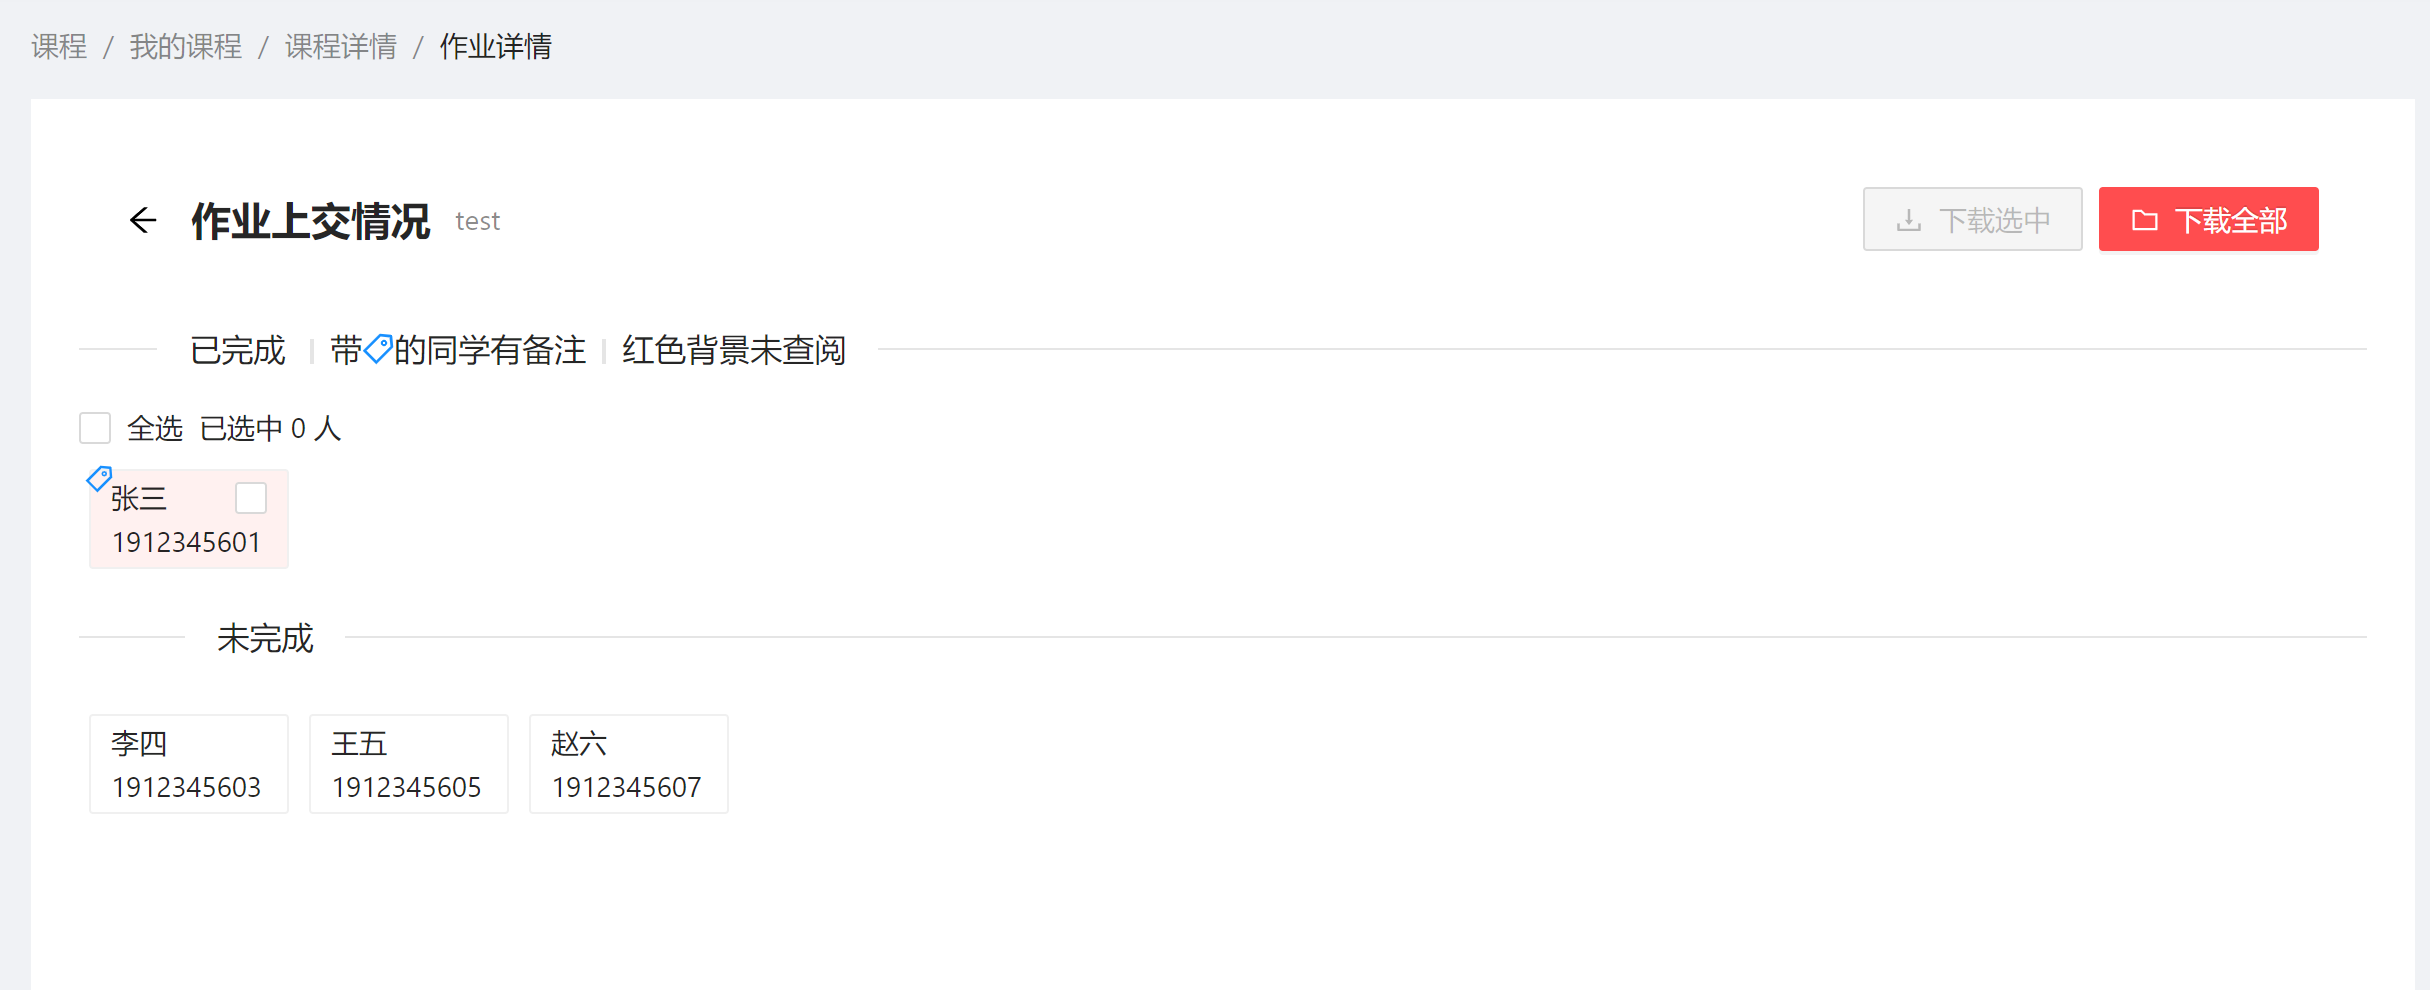 课程 / 我的课程 / 课程详情 / 作业详情
作业上交情况 test
下载选中
下载全部
已完成 | 带的同学有备注 | 红色背景未查阅
全选 已选中 0 人
张三
1912345601
未完成
李四
1912345603
王五
1912345605
赵六
1912345607